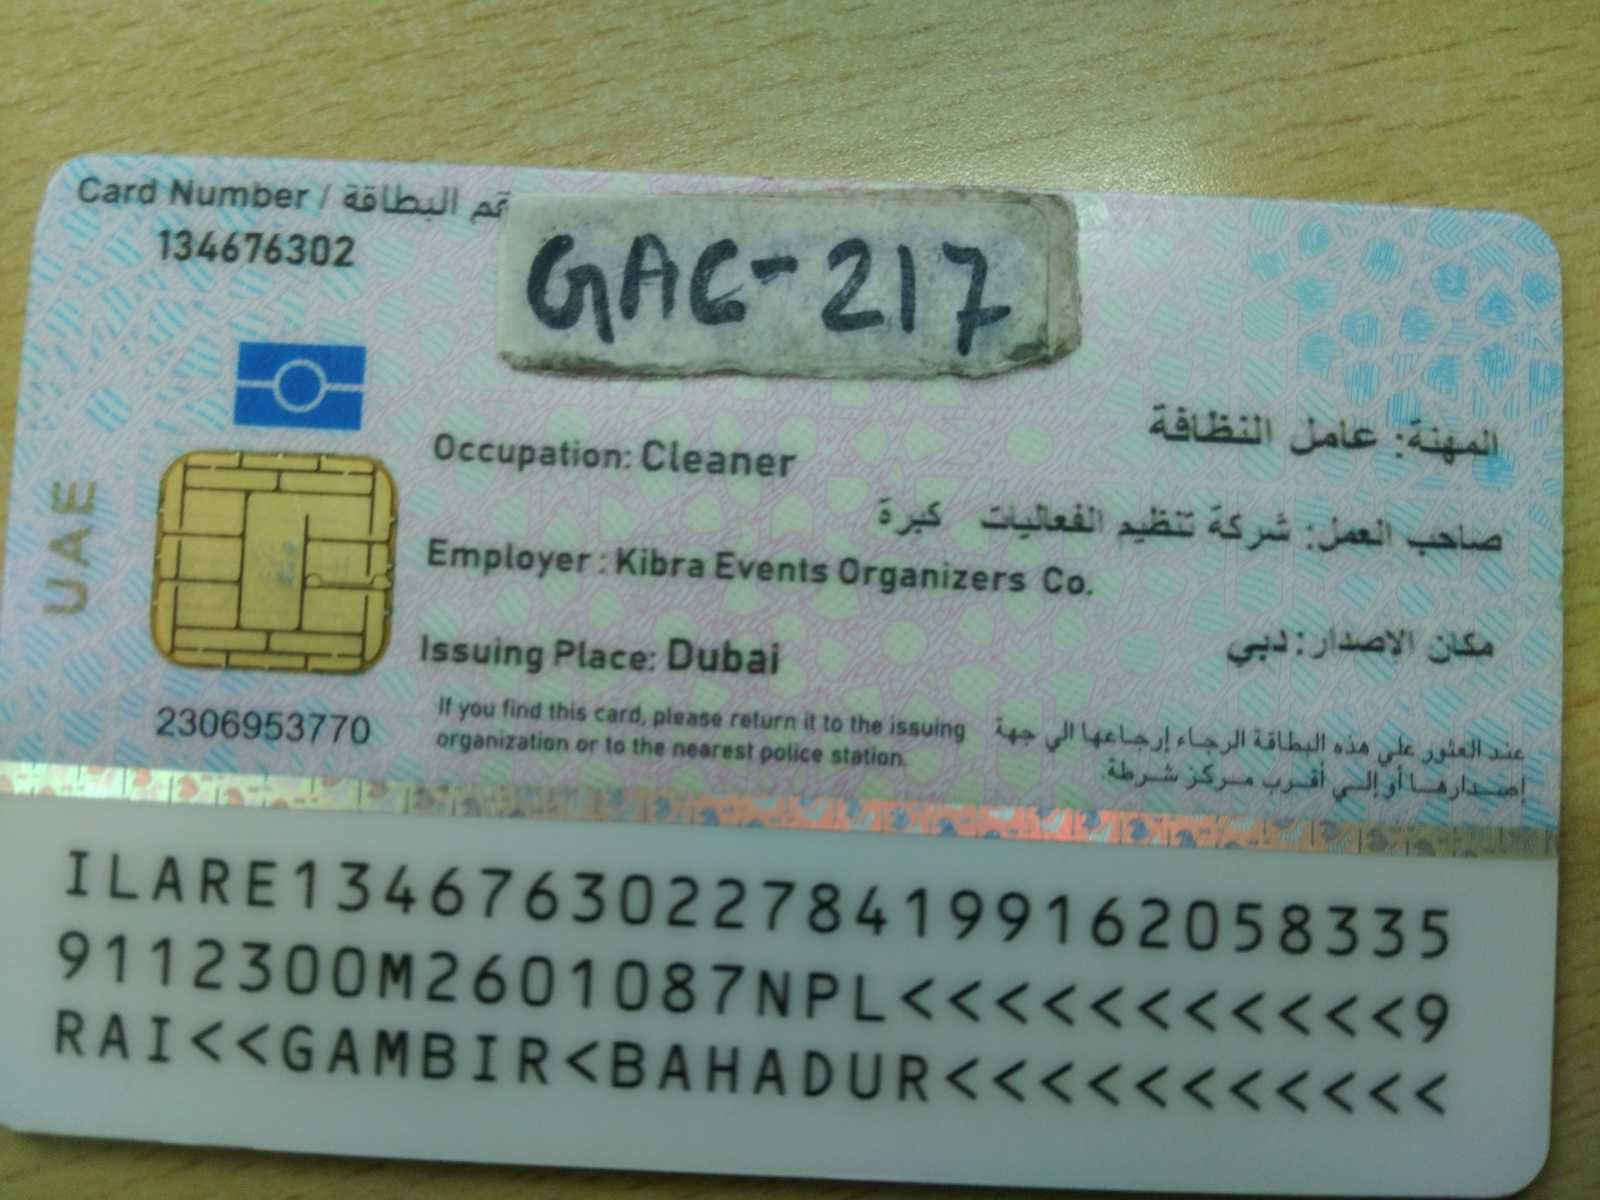 Card Number / رقم البطاقة
134676302
GAC-217
UAE
Occupation: Cleaner
المهنة: عامل النظافة
صاحب العمل: شركة تنظيم الفعاليات كبرة
Employer : Kibra Events Organizers Co.
Issuing Place: Dubai
مكان الاصدار: دبي
2306953770
If you find this card, please return it to the issuing
organization or to the nearest police station.
عند العثور علي هذه البطاقة الرجاء إرجاعها الي جهة
إصدارها أو إلي أقرب مركز شرطة.
ILARE1346763022784199162058335
9112300M2601087NPL<<<<<<<<<<<9
RAI<<GAMBIR<BAHADUR<<<<<<<<<<<